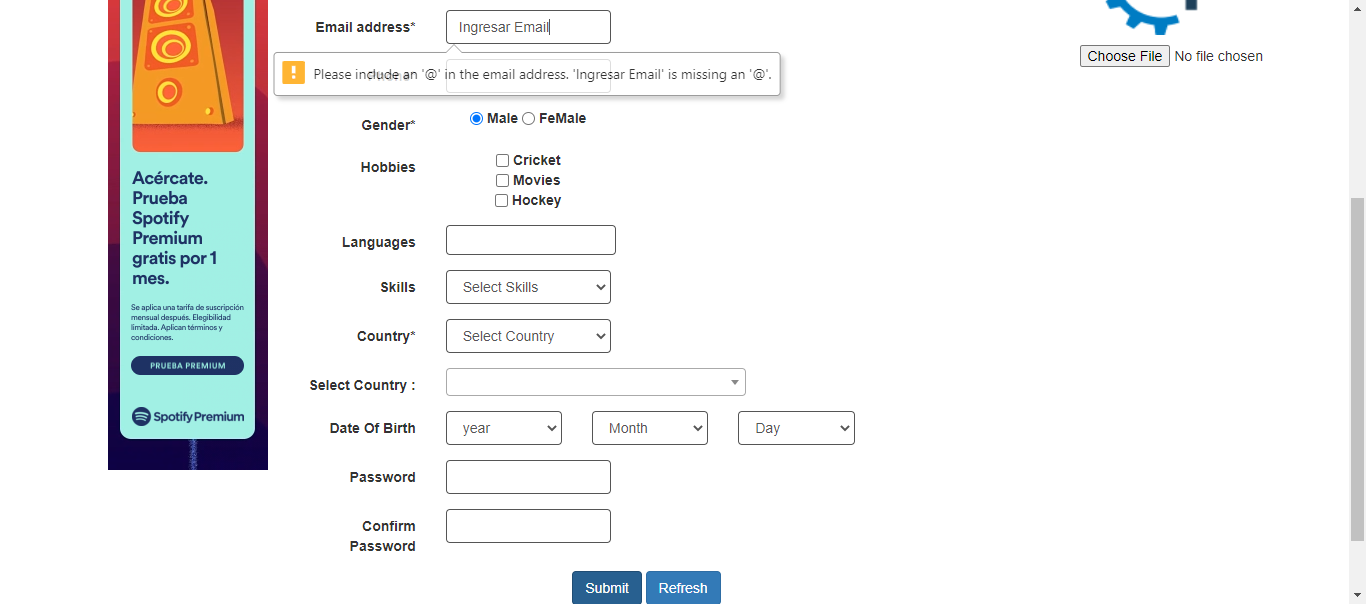 Email address*
Ingresar Email
Please include an '@' in the email address. 'Ingresar Email' is missing an '@'.
Gender*
Male
FeMale
Hobbies
Cricket
Movies
Hockey
Languages
Skills
Select Skills
Country*
Select Country
Select Country :
Date Of Birth
year
Month
Day
Password
Confirm
Password
Submit
Refresh
Choose File
No file chosen
Acércate.
Prueba
Spotify
Premium
gratis por 1
mes.
Se aplica una tarifa de suscripción
mensual después. Elegibilidad
limitada. Aplican términos y
condiciones.
PRUEBA PREMIUM
Spotify Premium